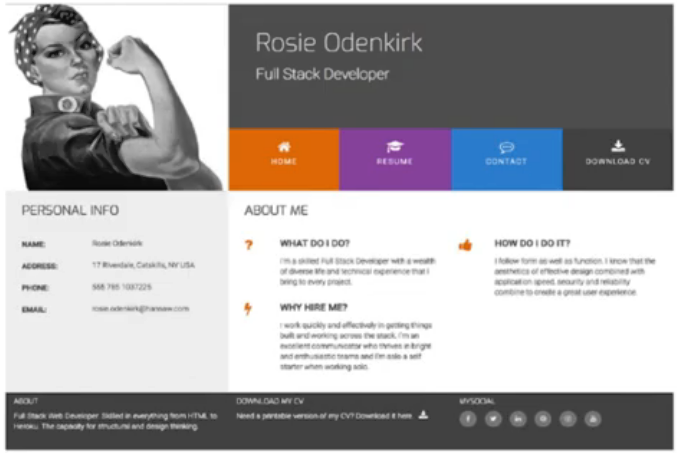 Rosie Odenkirk
Full Stack Developer
HOME
RESUME
CONTACT
DOWNLOAD CV
PERSONAL INFO
NAME: Rosie Odenkirk
ADDRESS: 17 Riverdale, Catskills, NY USA
PHONE:
EMAIL: rosie.odenkirk@hansaw.com
ABOUT ME
WHAT DO I DO?
I'm a skilled Full Stack Developer with a wealth
of diverse life and technical experience that I
bring to every project.
WHY HIRE ME?
I work quickly and effectively in getting things
built and working across the stack. I'm an
excellent communicator who thrives in bright
and enthusiastic teams and I'm also a self
starter when working solo.
HOW DO I DO IT?
I follow form as well as function. I know that the
aesthetics of effective design combined with
application speed, security and reliability
combine to create a great user experience.
ABOUT
Full Stack Web Developer. Skilled in everything from HTML to
Heroku. The capacity for structural and design thinking.
DOWNLOAD MY CV
Need a printable version of my CV? Download it here.
MY SOCIAL